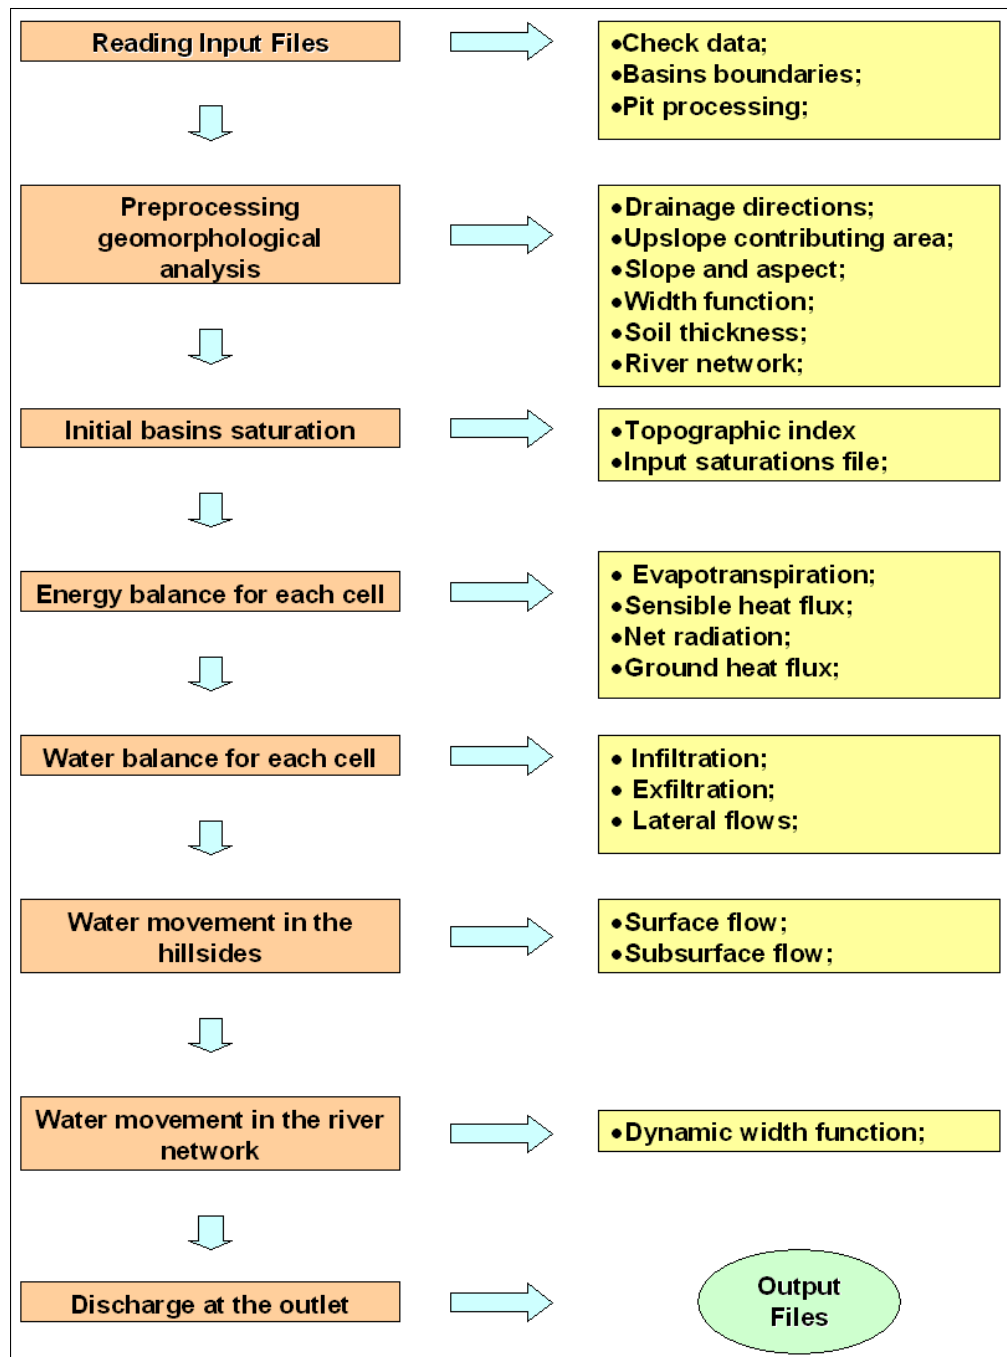 Reading Input Files
●Check data;
●Basins boundaries;
●Pit processing;
Preprocessing
geomorphological
analysis
●Drainage directions;
●Upslope contributing area;
●Slope and aspect;
●Width function;
●Soil thickness;
●River network;
Initial basins saturation
●Topographic index
●Input saturations file;
Energy balance for each cell
● Evapotranspiration;
●Sensible heat flux;
●Net radiation;
●Ground heat flux;
Water balance for each cell
● Infiltration;
● Exfiltration;
● Lateral flows;
Water movement in the
hillsides
●Surface flow;
●Subsurface flow;
Water movement in the river
network
●Dynamic width function;
Discharge at the outlet
Output
Files